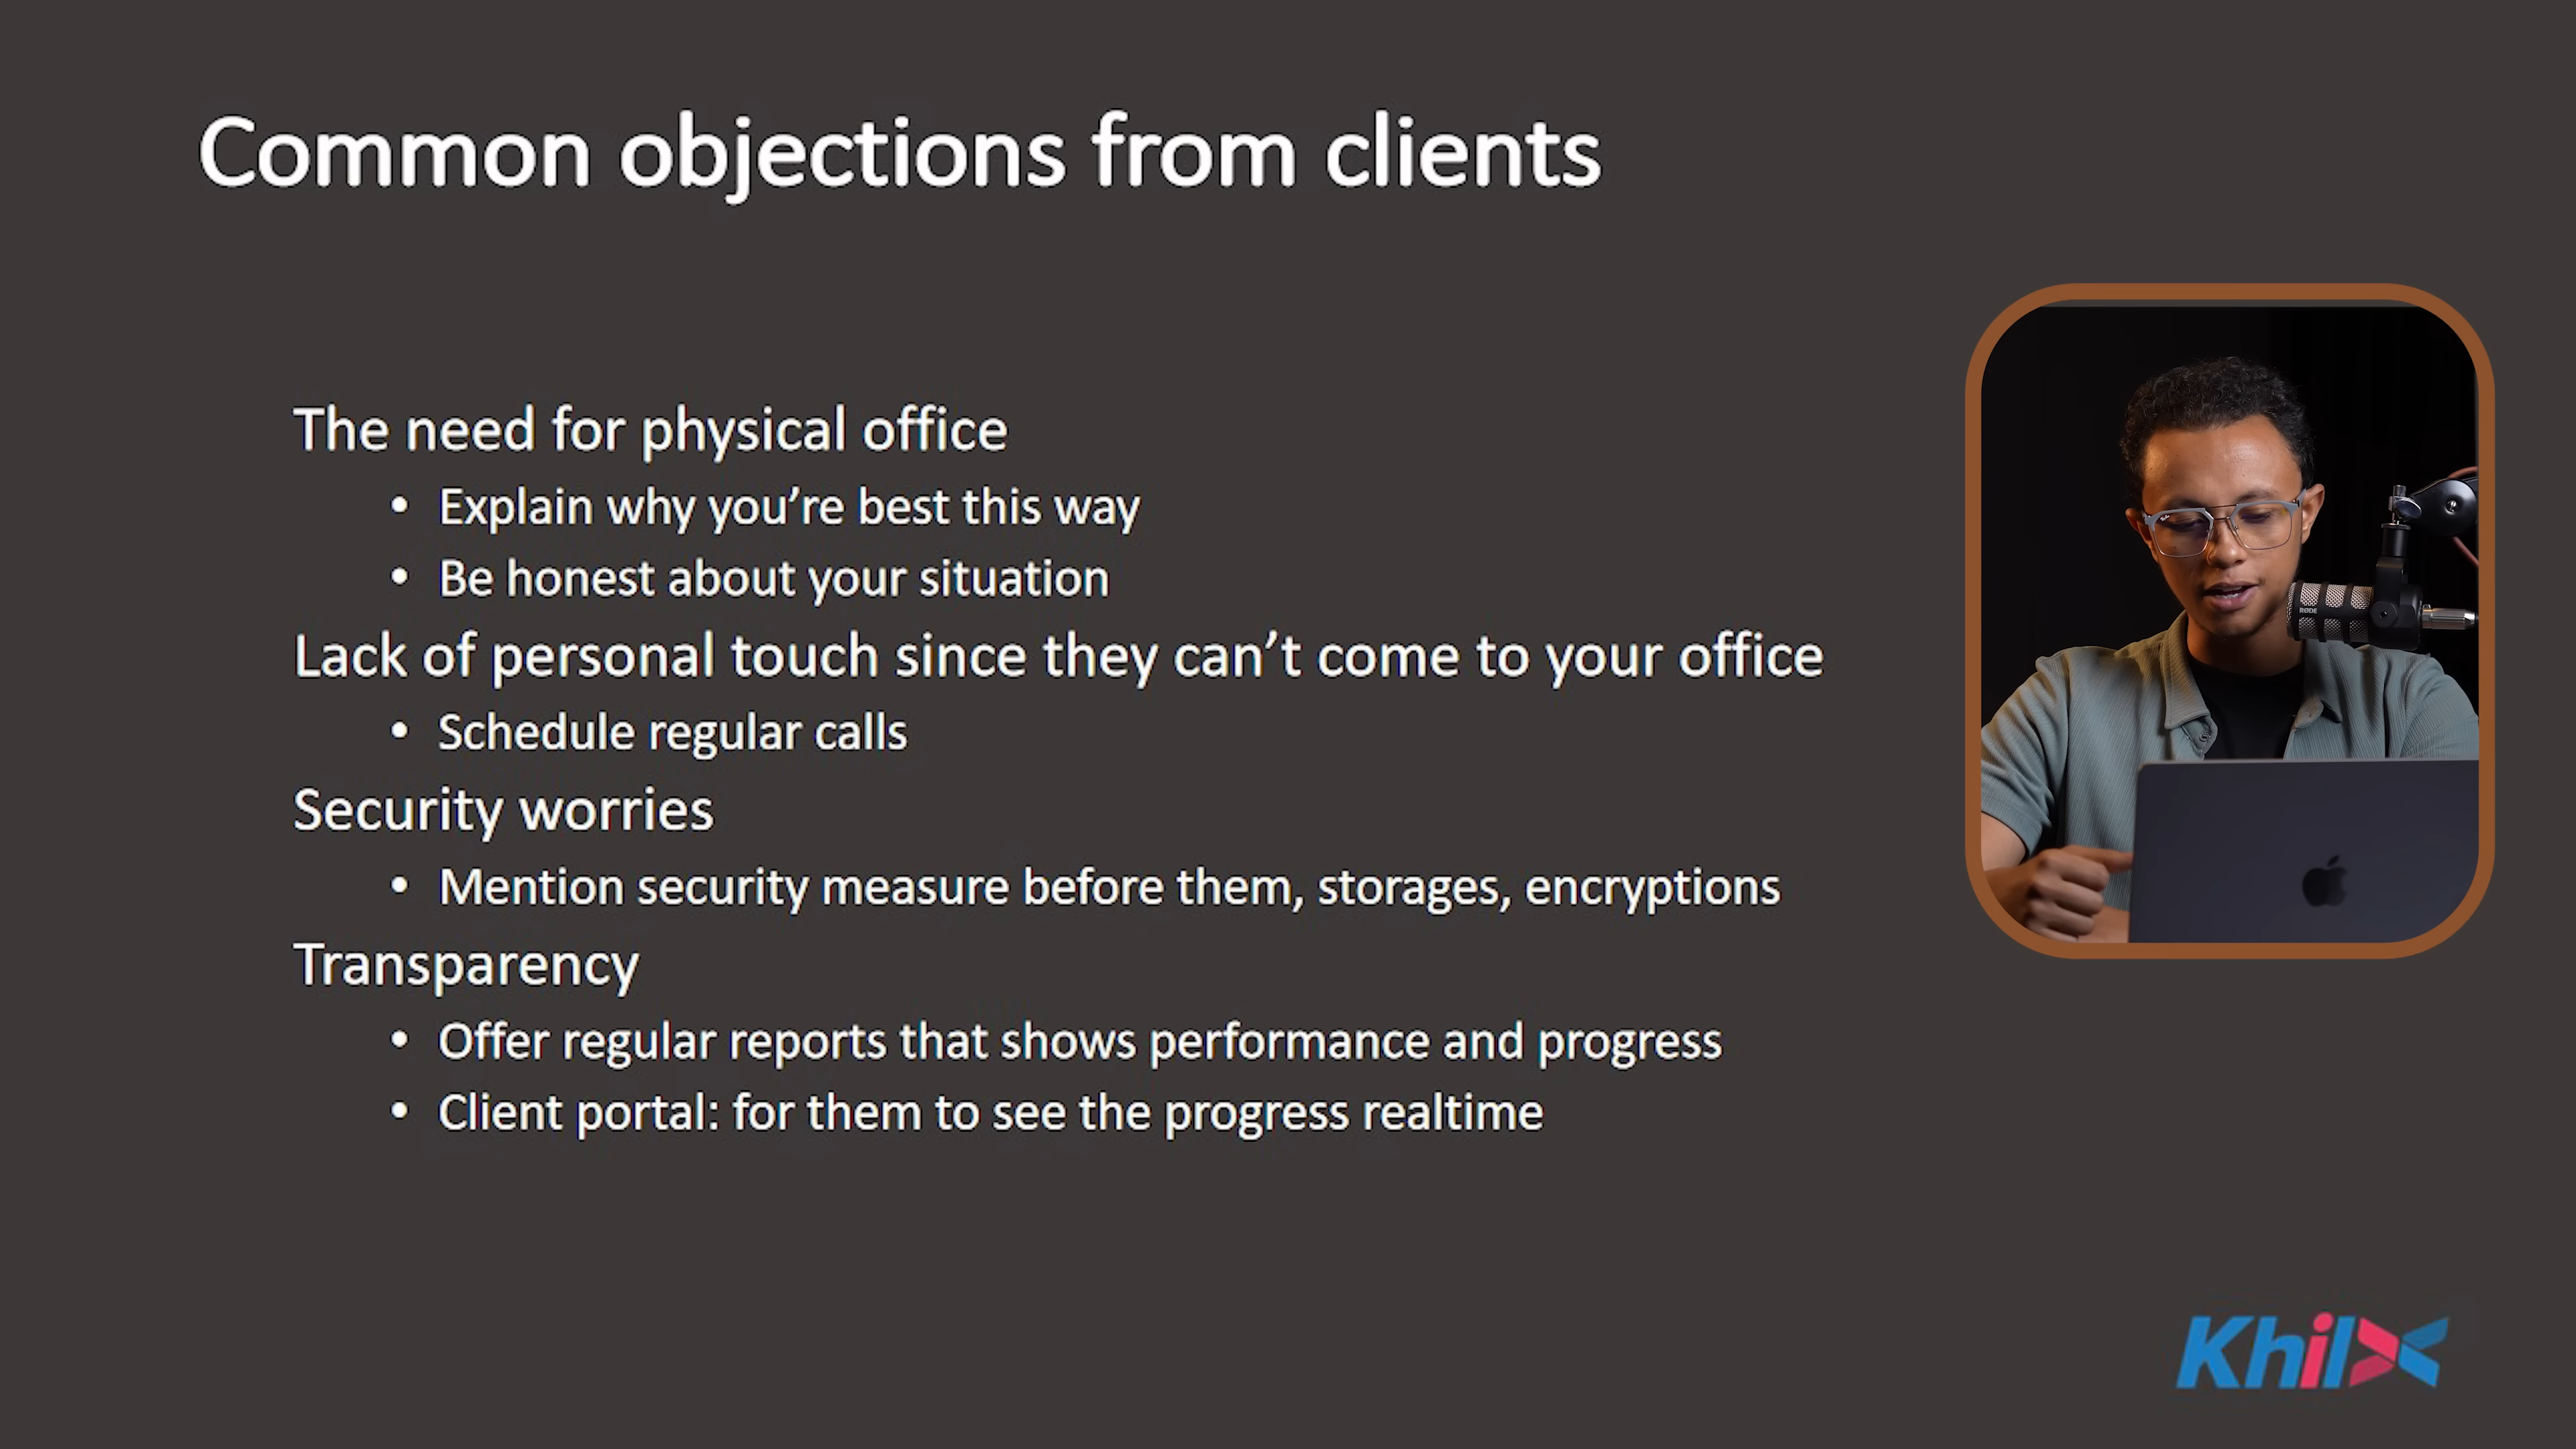 Common objections from clients
The need for physical office
• Explain why you’re best this way
• Be honest about your situation
Lack of personal touch since they can’t come to your office
• Schedule regular calls
Security worries
• Mention security measure before them, storages, encryptions
Transparency
• Offer regular reports that shows performance and progress
• Client portal: for them to see the progress realtime
RØDE
KhilX